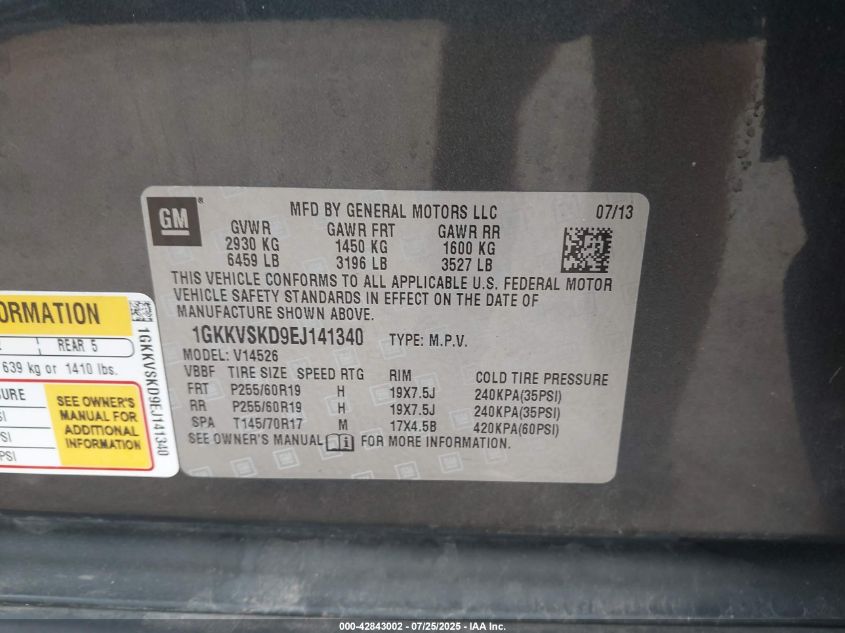 GM ®
MFD BY GENERAL MOTORS LLC 07/13
GVWR GAWR FRT GAWR RR
2930 KG 1450 KG 1600 KG
6459 LB 3196 LB 3527 LB
THIS VEHICLE CONFORMS TO ALL APPLICABLE U.S. FEDERAL MOTOR
VEHICLE SAFETY STANDARDS IN EFFECT ON THE DATE OF
MANUFACTURE SHOWN ABOVE.
1GKKVSKD9EJ141340 TYPE: M.P.V.
MODEL: V14526
VBBF TIRE SIZE SPEED RTG RIM COLD TIRE PRESSURE
FRT P255/60R19 H 19X7.5J 240KPA(35PSI)
RR P255/60R19 H 19X7.5J 240KPA(35PSI)
SPA T145/70R17 M 17X4.5B 420KPA(60PSI)
SEE OWNER'S MANUAL FOR MORE INFORMATION.
ORMATION
REAR 5
639 kg or 1410 lbs.
SURE
SI
PSI
PSI
SEE OWNER'S
MANUAL FOR
ADDITIONAL
INFORMATION
1GKKVSKD9EJ141340
000-42843002 - 07/25/2025 - IAA Inc.